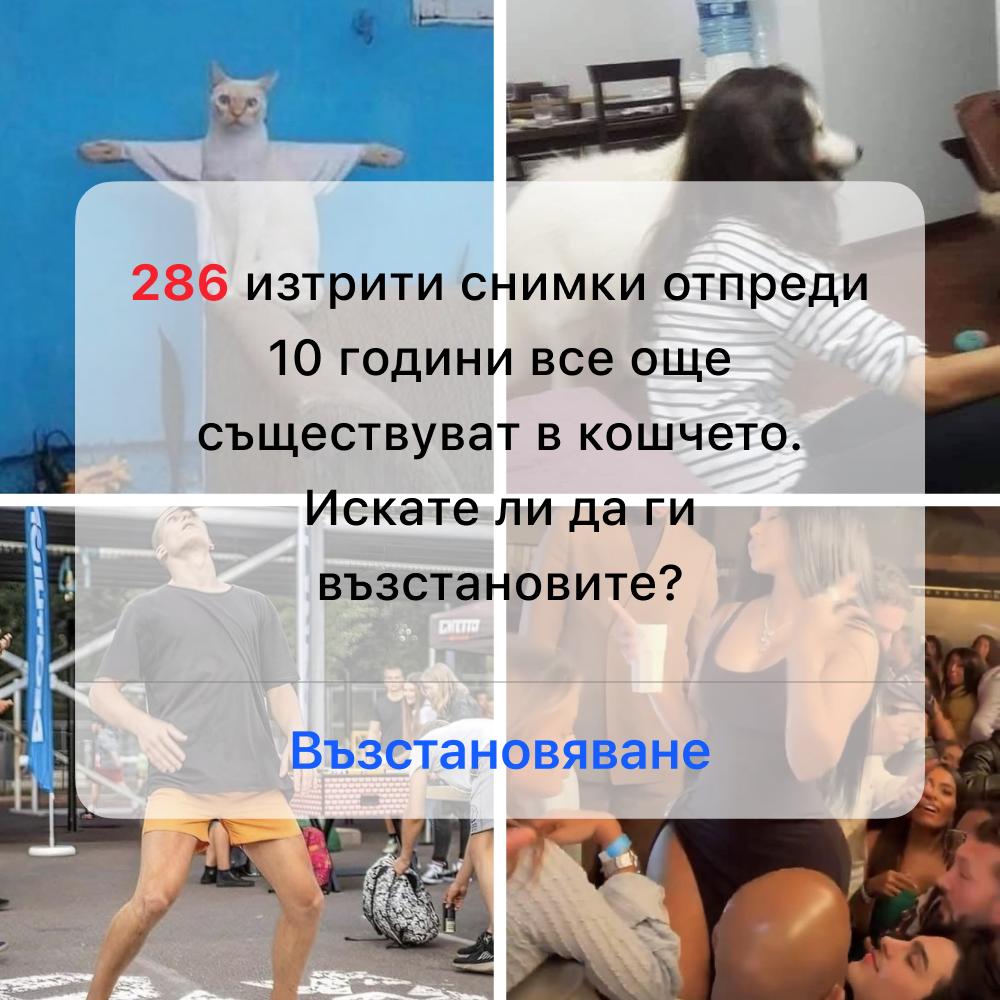 286 изтрити снимки отпреди
10 години все още
съществуват в кошчето.
Искате ли да ги
възстановите?
Възстановяване